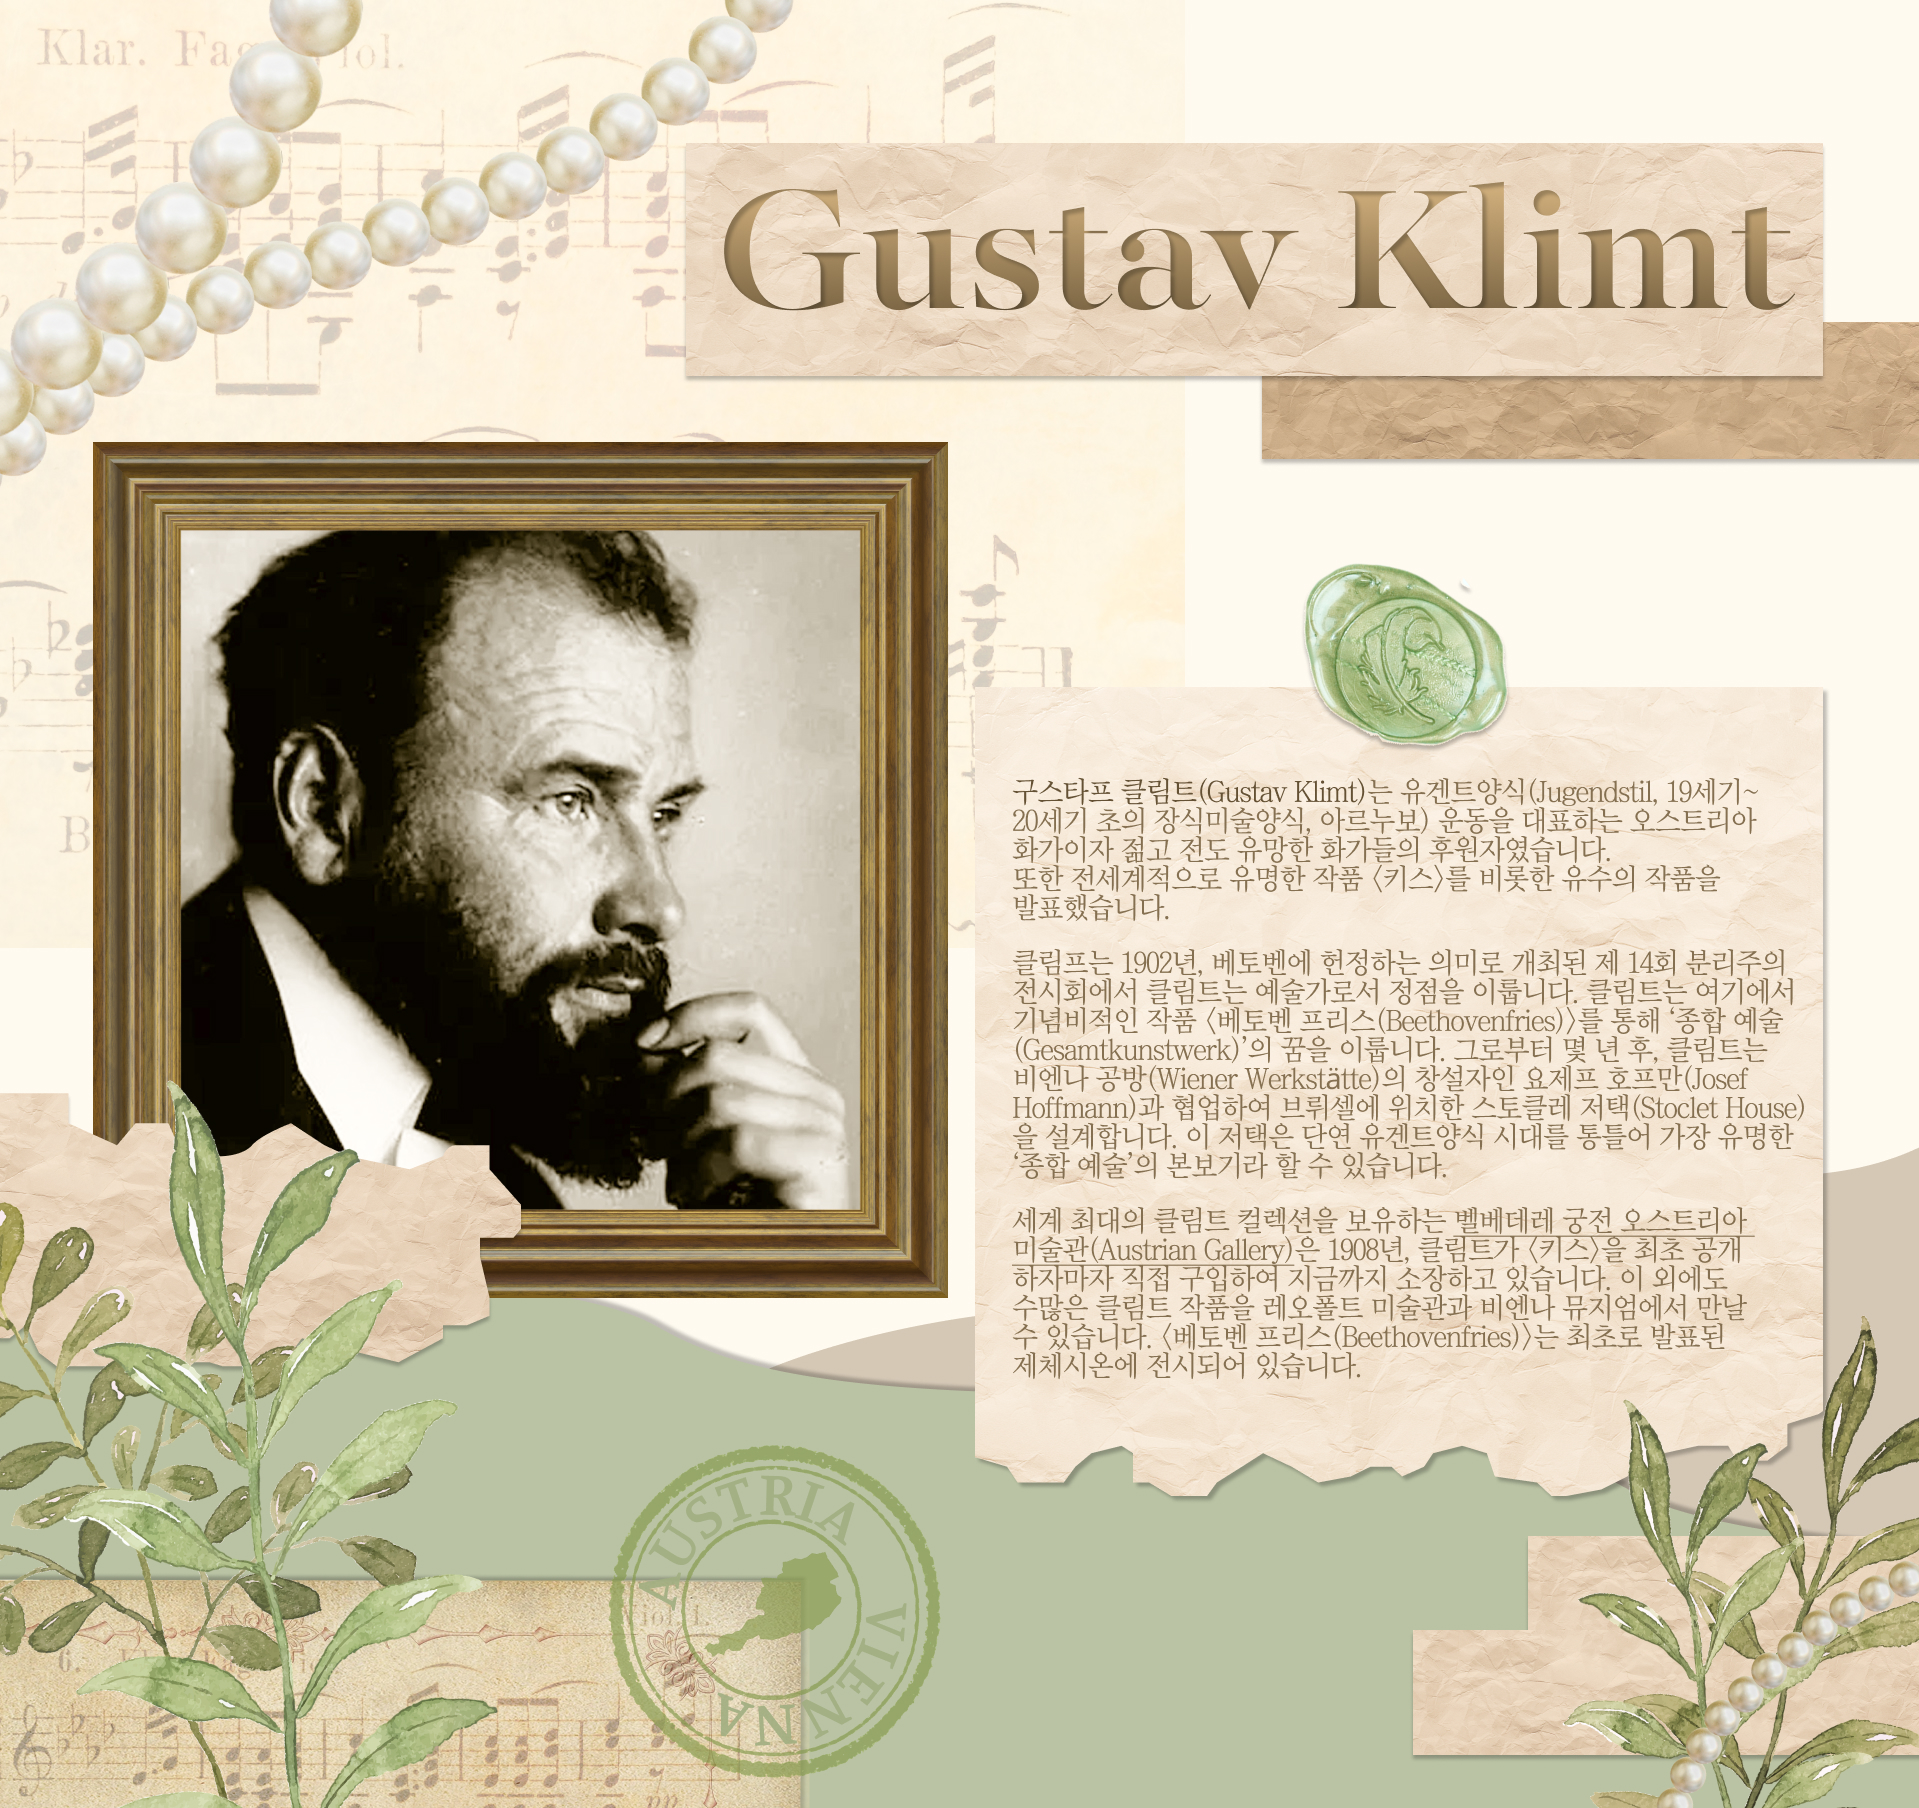 Klar. Fag. Viol.
Gustav Klimt
구스타프 클림트(Gustav Klimt)는 유겐트양식(Jugendstil, 19세기~
20세기 초의 장식미술양식, 아르누보) 운동을 대표하는 오스트리아
화가이자 젊고 전도 유망한 화가들의 후원자였습니다.
또한 전세계적으로 유명한 작품 〈키스〉를 비롯한 유수의 작품을
발표했습니다.
클림프는 1902년, 베토벤에 헌정하는 의미로 개최된 제 14회 분리주의
전시회에서 클림트는 예술가로서 정점을 이룹니다. 클림트는 여기에서
기념비적인 작품 〈베토벤 프리스(Beethovenfries)〉를 통해 ‘종합 예술
(Gesamtkunstwerk)’의 꿈을 이룹니다. 그로부터 몇 년 후, 클림트는
비엔나 공방(Wiener Werkstätte)의 창설자인 요제프 호프만(Josef
Hoffmann)과 협업하여 브뤼셀에 위치한 스토클레 저택(Stoclet House)
을 설계합니다. 이 저택은 단연 유겐트양식 시대를 통틀어 가장 유명한
‘종합 예술’의 본보기라 할 수 있습니다.
세계 최대의 클림트 컬렉션을 보유하는 벨베데레 궁전 오스트리아
미술관(Austrian Gallery)은 1908년, 클림트가 〈키스〉을 최초 공개
하자마자 직접 구입하여 지금까지 소장하고 있습니다. 이 외에도
수많은 클림트 작품을 레오폴트 미술관과 비엔나 뮤지엄에서 만날
수 있습니다. 〈베토벤 프리스(Beethovenfries)〉는 최초로 발표된
제체시온에 전시되어 있습니다.
AUSTRIA
VIENNA
Viol. 1.
6.
pp